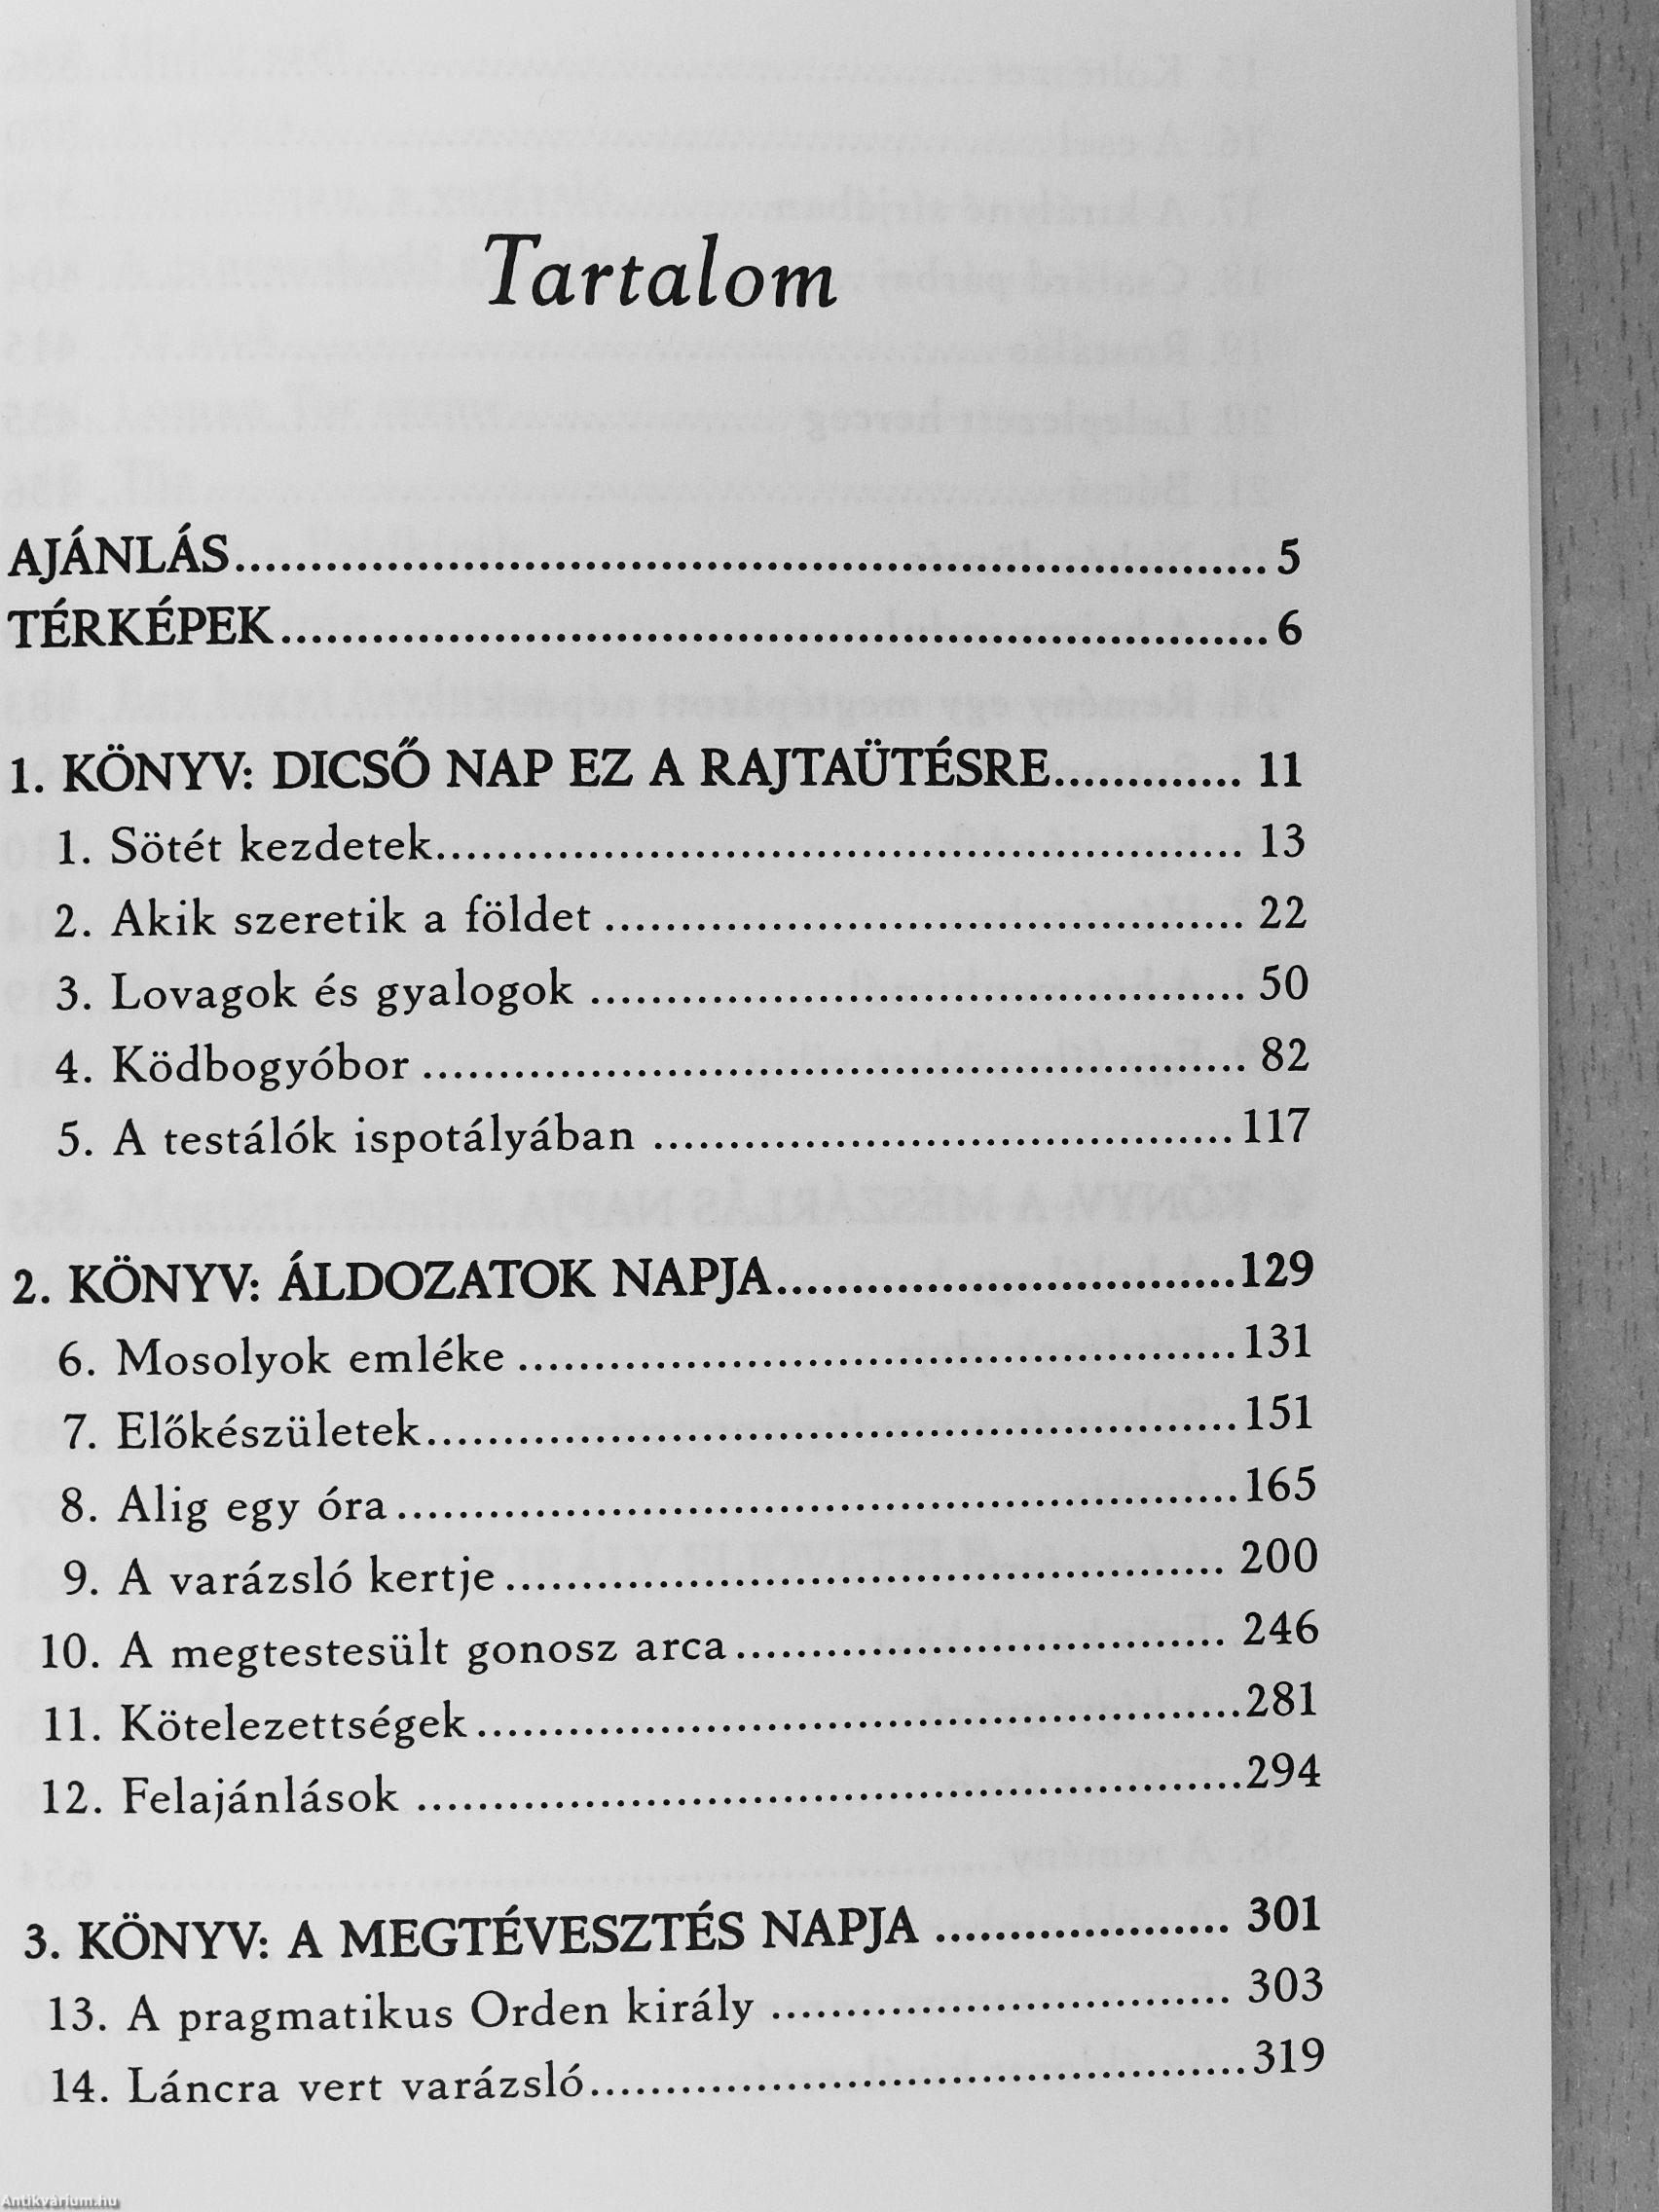 Tartalom
AJÁNLÁS.......... 5
TÉRKÉPEK.......... 6
1. KÖNYV: DICSŐ NAP EZ A RAJTAÜTÉSRE.......... 11
1. Sötét kezdetek.......... 13
2. Akik szeretik a földet .......... 22
3. Lovagok és gyalogok .......... 50
4. Ködbogyóbor .......... 82
5. A testálók ispotályában .......... 117
2. KÖNYV: ÁLDOZATOK NAPJA.......... 129
6. Mosolyok emléke .......... 131
7. Előkészületek.......... 151
8. Alig egy óra.......... 165
9. A varázsló kertje.......... 200
10. A megtestesült gonosz arca.......... 246
11. Kötelezettségek.......... 281
12. Felajánlások .......... 294
3. KÖNYV: A MEGTÉVESZTÉS NAPJA .......... 301
13. A pragmatikus Orden király .......... 303
14. Láncra vert varázsló.......... 319
Antikvárium.hu